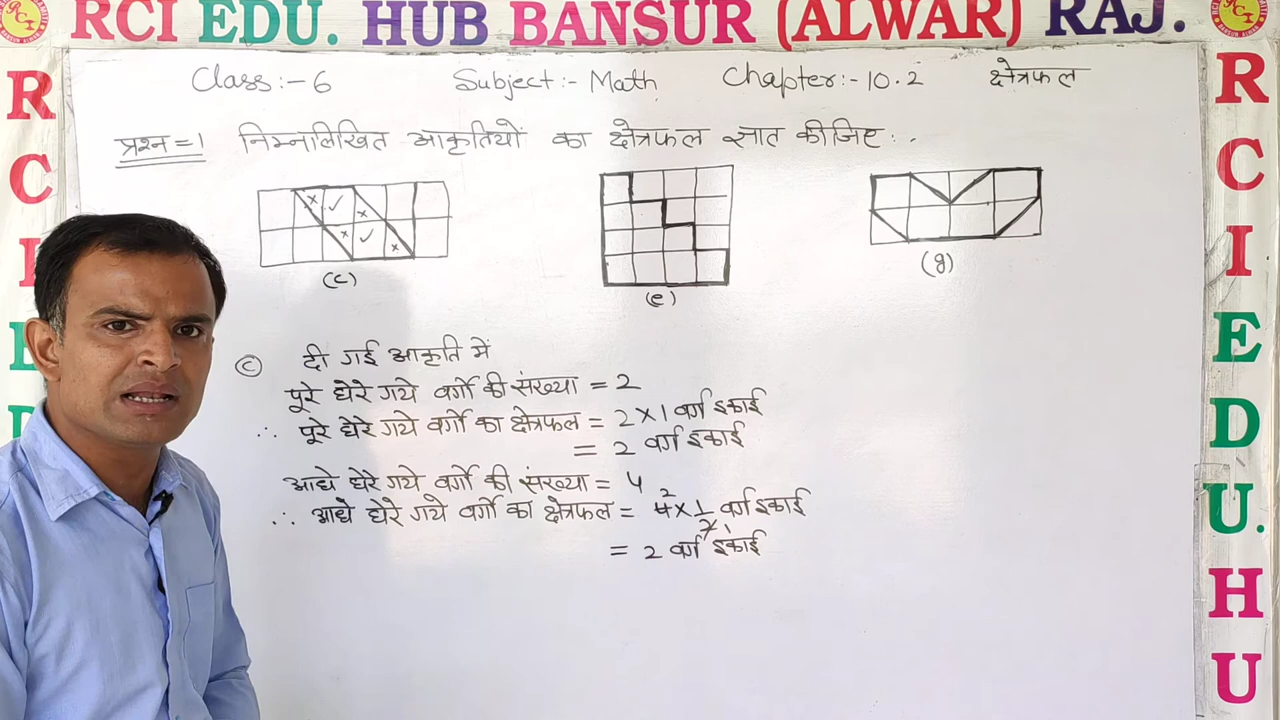 RCI EDU. HUB BANSUR (ALWAR) RAJ.
Class:- 6 Subject:- Math Chapter:- 10.2 क्षेत्रफल
प्रश्न=1 निम्नलिखित आकृतियों का क्षेत्रफल ज्ञात कीजिए:.
(c) (e) (g)
(C) दी गई आकृति में
पूरे घेरे गये वर्गो की संख्या = 2
∴ पूरे घेरे गये वर्गो का क्षेत्रफल = 2 × 1 वर्ग इकाई
= 2 वर्ग इकाई
आधे घेरे गये वर्गो की संख्या = 4
∴ आधे घेरे गये वर्गो का क्षेत्रफल = 4 × 1/2 वर्ग इकाई
= 2 वर्ग इकाई
R
C
I
E
D
R
C
I
E
D
U.
H
U